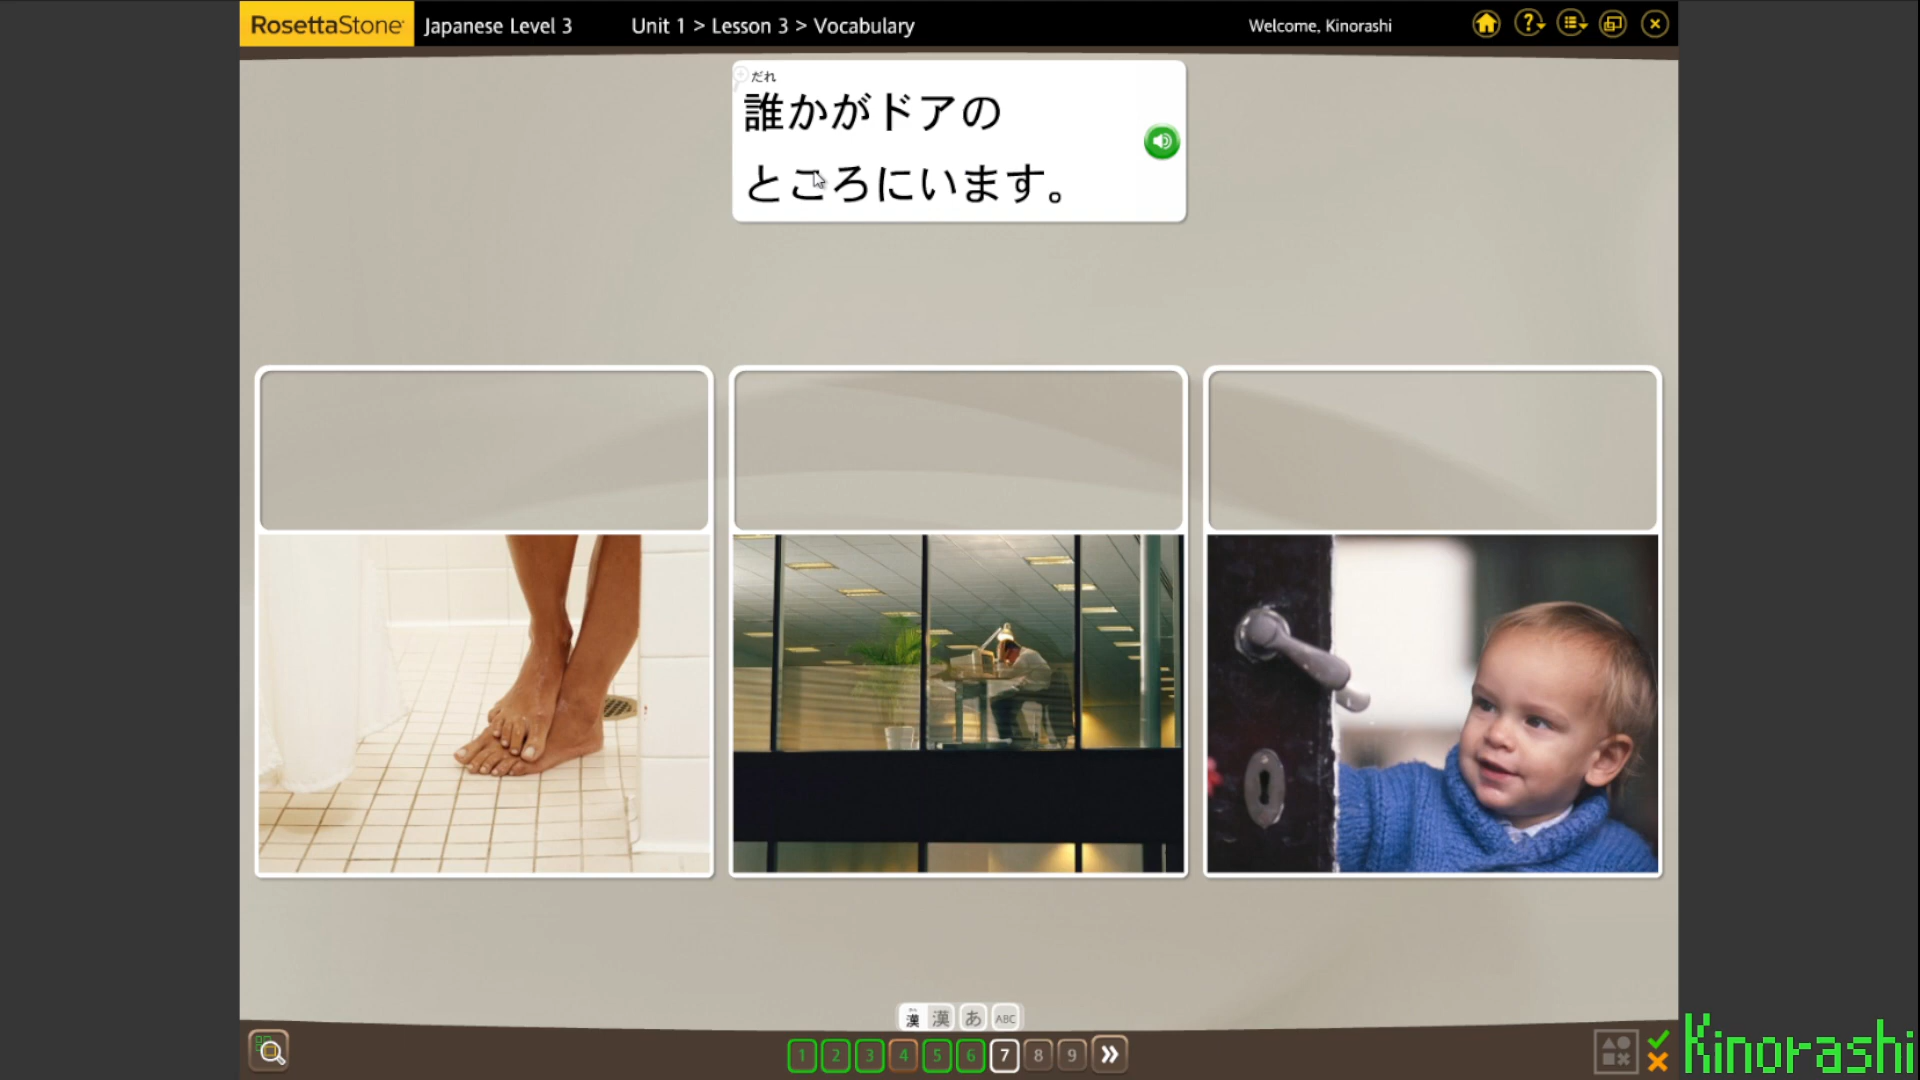 RosettaStone
Japanese Level 3
Unit 1 > Lesson 3 > Vocabulary
Welcome, Kinorashi
だれ
誰かがドアの
ところにいます。
漢 漢 あ ABC
1 2 3 4 5 6 7 8 9
Kinorashi